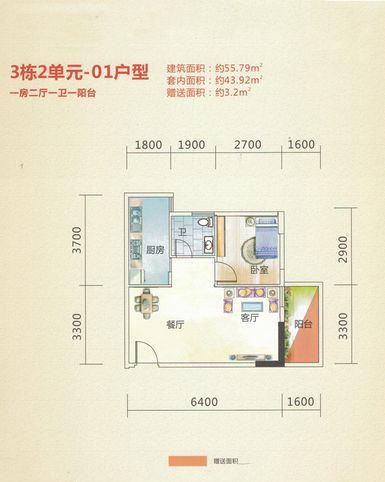 3栋2单元-01户型
一房二厅一卫一阳台
建筑面积：约55.79m²
套内面积：约43.92m²
赠送面积：约3.2m²
1800 1900 2700 1600
3700
3300
2900
3300
厨房
卫
卧室
餐厅
客厅
阳台
6400 1600
赠送面积